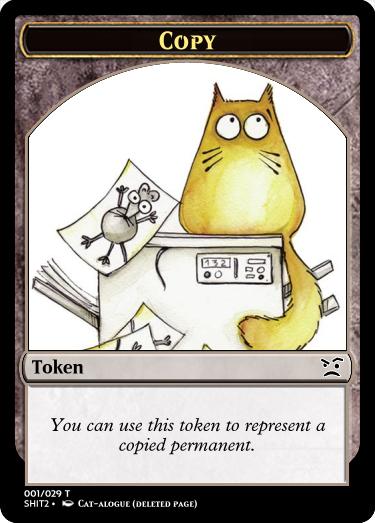 Copy
132
Token
You can use this token to represent a
copied permanent.
001/029 T
SHIT2 • Cat-alogue (deleted page)